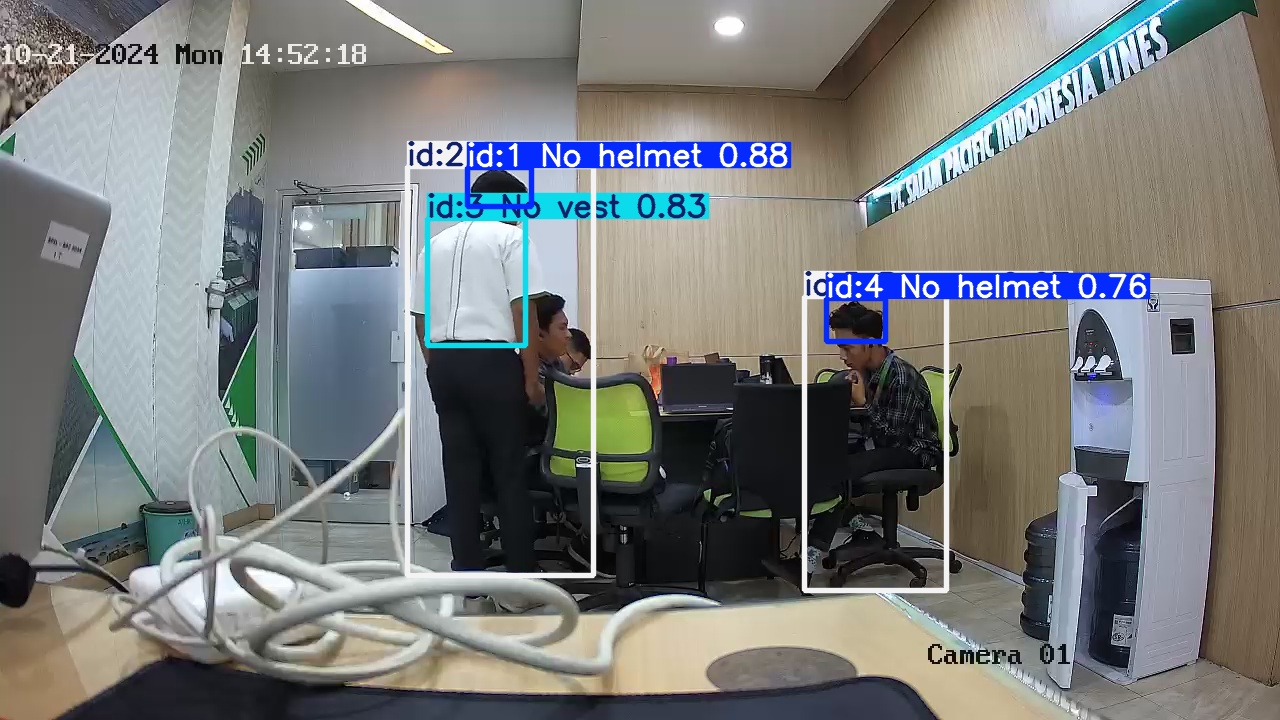 10-21-2024 Mon 14:52:18
PT. SALAM PACIFIC INDONESIA LINES
id:2
id:1 No helmet 0.88
id:3 No vest 0.83
id:4 No helmet 0.76
Camera 01